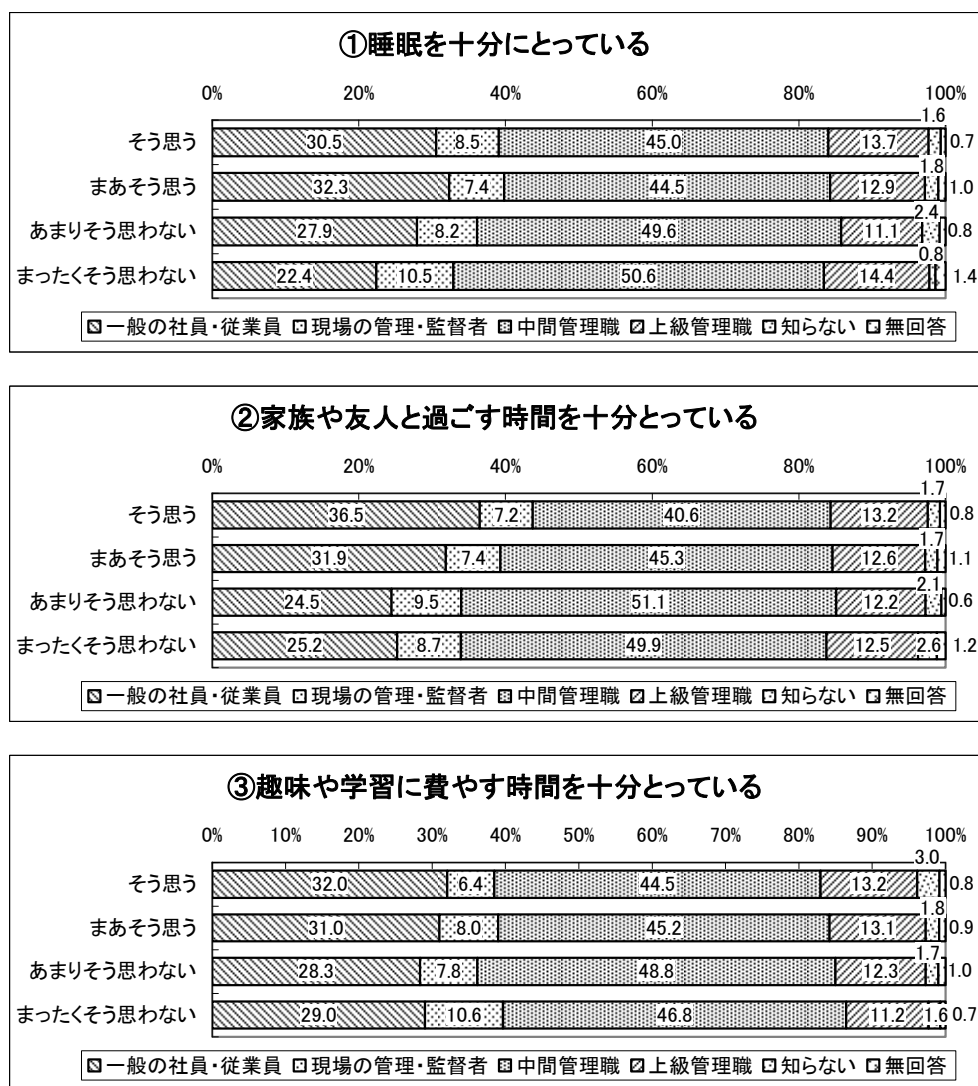 ①睡眠を十分にとっている
0% 20% 40% 60% 80% 100%
1.6
そう思う 30.5 8.5 45.0 13.7 0.7
1.8
まあそう思う 32.3 7.4 44.5 12.9 1.0
2.4
あまりそう思わない 27.9 8.2 49.6 11.1 0.8
0.8
まったくそう思わない 22.4 10.5 50.6 14.4 1.4
一般の社員・従業員 現場の管理・監督者 中間管理職 上級管理職 知らない 無回答
②家族や友人と過ごす時間を十分とっている
0% 20% 40% 60% 80% 100%
1.7
そう思う 36.5 7.2 40.6 13.2 0.8
1.7
まあそう思う 31.9 7.4 45.3 12.6 1.1
2.1
あまりそう思わない 24.5 9.5 51.1 12.2 0.6
まったくそう思わない 25.2 8.7 49.9 12.5 2.6 1.2
一般の社員・従業員 現場の管理・監督者 中間管理職 上級管理職 知らない 無回答
③趣味や学習に費やす時間を十分とっている
0% 10% 20% 30% 40% 50% 60% 70% 80% 90% 100%
3.0
そう思う 32.0 6.4 44.5 13.2 0.8
1.8
まあそう思う 31.0 8.0 45.2 13.1 0.9
1.7
あまりそう思わない 28.3 7.8 48.8 12.3 1.0
まったくそう思わない 29.0 10.6 46.8 11.2 1.6 0.7
一般の社員・従業員 現場の管理・監督者 中間管理職 上級管理職 知らない 無回答